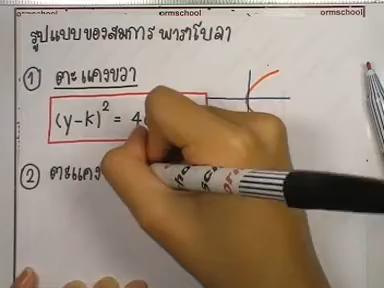 ormschool ormschool
รูปแบบของสมการ พาราโบลา
① ตะแคงขวา
(y-k)² = 4
② ตะแคง